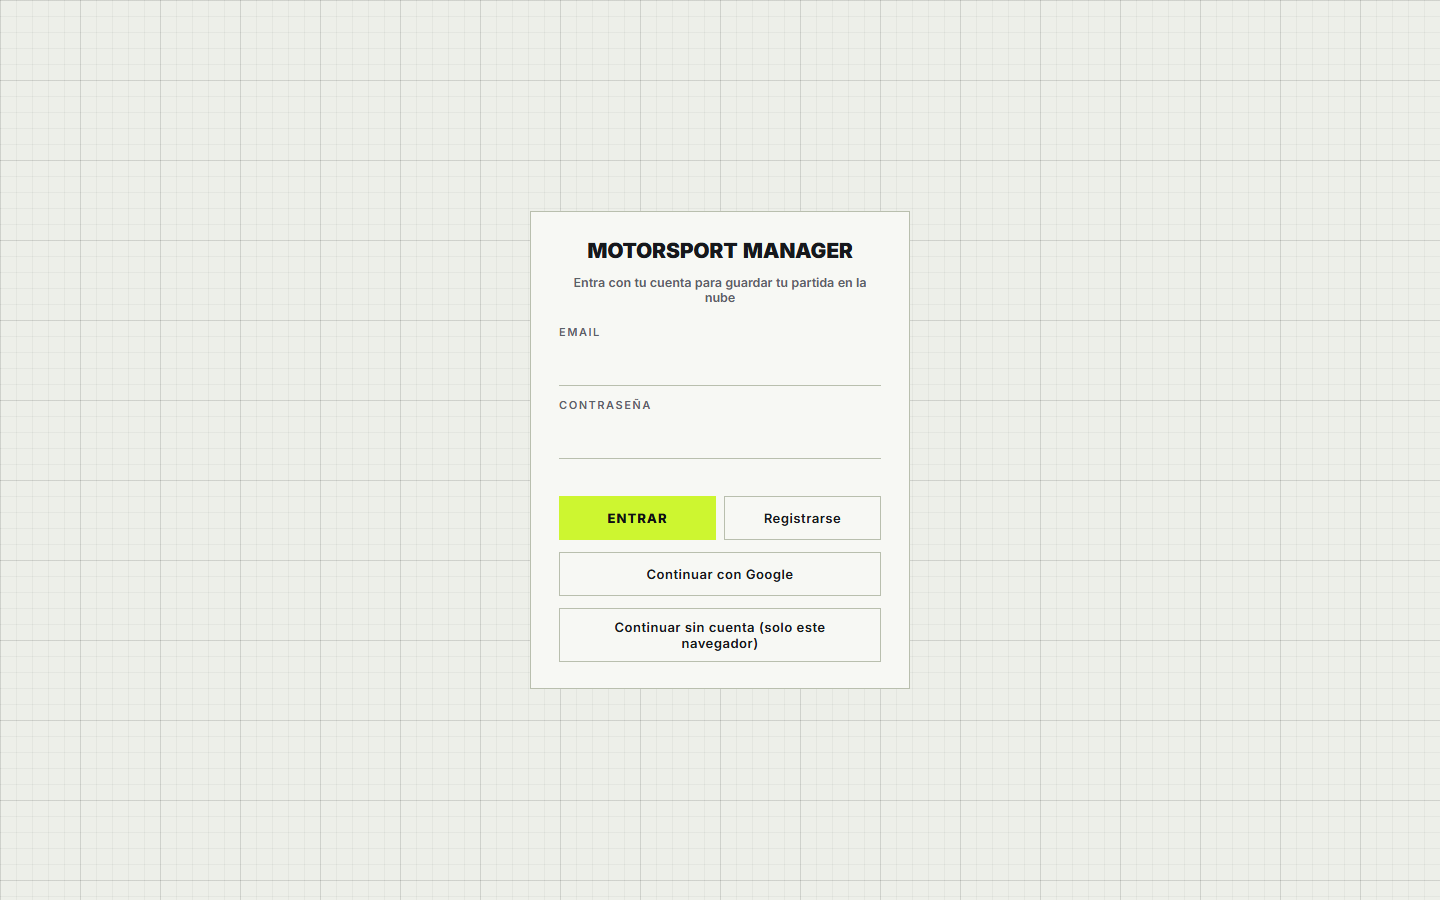 MOTORSPORT MANAGER
Entra con tu cuenta para guardar tu partida en la
nube
EMAIL
CONTRASEÑA
ENTRAR
Registrarse
Continuar con Google
Continuar sin cuenta (solo este
navegador)